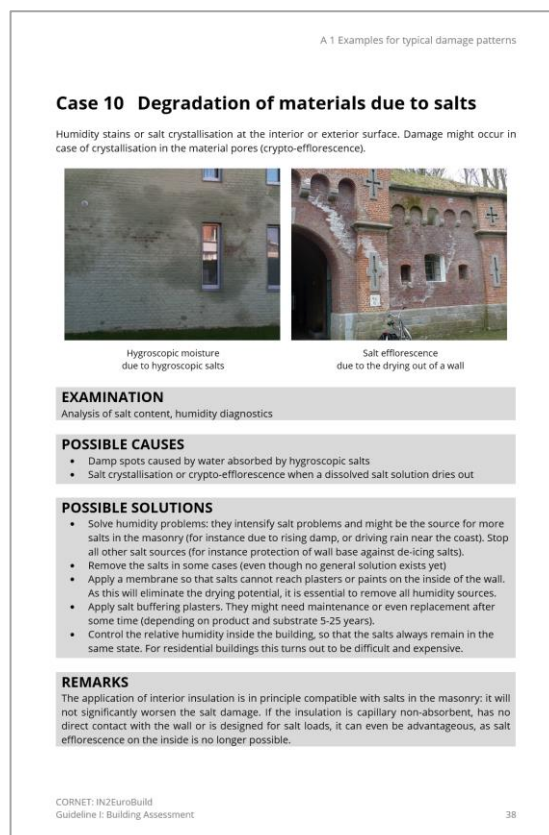 A 1 Examples for typical damage patterns
Case 10 Degradation of materials due to salts
Humidity stains or salt crystallisation at the interior or exterior surface. Damage might occur in
case of crystallisation in the material pores (crypto-efflorescence).
Hygroscopic moisture
due to hygroscopic salts
Salt efflorescence
due to the drying out of a wall
EXAMINATION
Analysis of salt content, humidity diagnostics
POSSIBLE CAUSES
• Damp spots caused by water absorbed by hygroscopic salts
• Salt crystallisation or crypto-efflorescence when a dissolved salt solution dries out
POSSIBLE SOLUTIONS
• Solve humidity problems: they intensify salt problems and might be the source for more
salts in the masonry (for instance due to rising damp, or driving rain near the coast). Stop
all other salt sources (for instance protection of wall base against de-icing salts).
• Remove the salts in some cases (even though no general solution exists yet)
• Apply a membrane so that salts cannot reach plasters or paints on the inside of the wall.
As this will eliminate the drying potential, it is essential to remove all humidity sources.
• Apply salt buffering plasters. They might need maintenance or even replacement after
some time (depending on product and substrate 5-25 years).
• Control the relative humidity inside the building, so that the salts always remain in the
same state. For residential buildings this turns out to be difficult and expensive.
REMARKS
The application of interior insulation is in principle compatible with salts in the masonry: it will
not significantly worsen the salt damage. If the insulation is capillary non-absorbent, has no
direct contact with the wall or is designed for salt loads, it can even be advantageous, as salt
efflorescence on the inside is no longer possible.
CORNET: IN2EuroBuild
Guideline I: Building Assessment
38